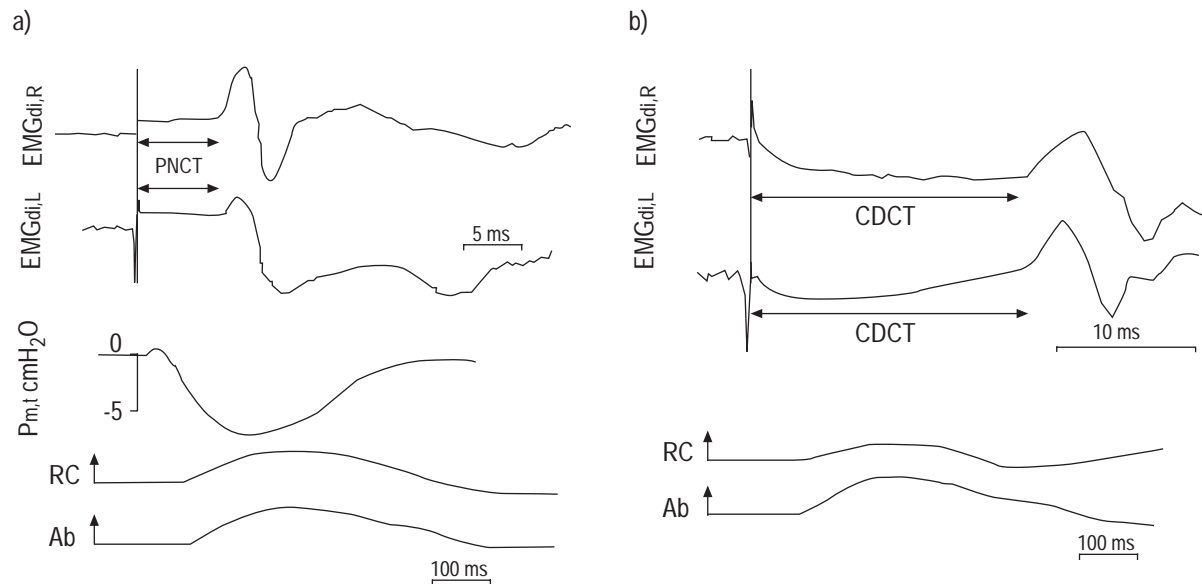 a)
EMGdi,R
PNCT
EMGdi,L
5 ms
Pm,t cmH2O
0
-5
RC
Ab
100 ms
b)
EMGdi,R
CDCT
EMGdi,L
CDCT
10 ms
RC
Ab
100 ms